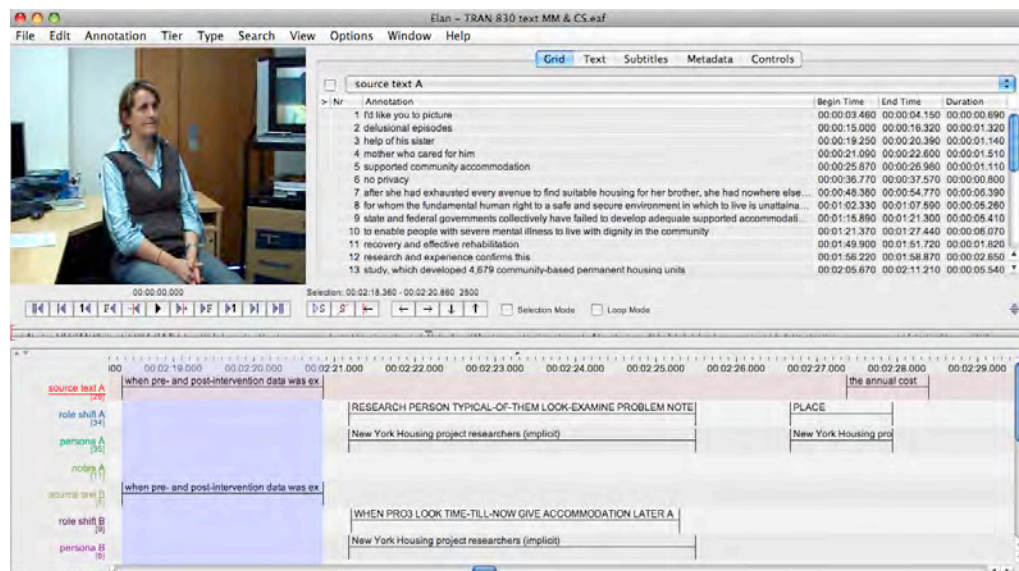 Elan – TRAN 830 text MM & CS.eaf
File Edit Annotation Tier Type Search View Options Window Help
Grid Text Subtitles Metadata Controls
source text A
> Nr Annotation Begin Time End Time Duration
1 I'd like you to picture 00:00:03.460 00:00:04.150 00:00:00.690
2 delusional episodes 00:00:15.000 00:00:16.320 00:00:01.320
3 help of his sister 00:00:19.250 00:00:20.390 00:00:01.140
4 mother who cared for him 00:00:21.090 00:00:22.600 00:00:01.510
5 supported community accommodation 00:00:25.870 00:00:26.980 00:00:01.110
6 no privacy 00:00:36.770 00:00:37.570 00:00:00.800
7 after she had exhausted every avenue to find suitable housing for her brother, she had nowhere else... 00:00:48.380 00:00:54.770 00:00:06.390
8 for whom the fundamental human right to a safe and secure environment in which to live is unattaina... 00:01:02.330 00:01:07.590 00:00:05.260
9 state and federal governments collectively have failed to develop adequate supported accommodati... 00:01:15.890 00:01:21.300 00:00:05.410
10 to enable people with severe mental illness to live with dignity in the community 00:01:21.370 00:01:27.440 00:00:06.070
11 recovery and effective rehabilitation 00:01:49.900 00:01:51.720 00:00:01.820
12 research and experience confirms this 00:01:56.220 00:01:58.870 00:00:02.650
13 study, which developed 4,679 community-based permanent housing units 00:02:05.670 00:02:11.210 00:00:05.540
00:00:00.000 Selection: 00:02:18.360 - 00:02:20.860 2500
Selection Mode Loop Mode
00:02:19.000 00:02:20.000 00:02:21.000 00:02:22.000 00:02:23.000 00:02:24.000 00:02:25.000 00:02:26.000 00:02:27.000 00:02:28.000 00:02:29.000
source text A when pre- and post-intervention data was ex the annual cost
role shift A RESEARCH PERSON TYPICAL-OF-THEM LOOK-EXAMINE PROBLEM NOTE PLACE
[34]
persona A New York Housing project researchers (implicit) New York Housing pro
[35]
notes A
[11]
source text B when pre- and post-intervention data was ex
role shift B WHEN PRO3 LOOK TIME-TILL-NOW GIVE ACCOMMODATION LATER A
[9]
persona B New York Housing project researchers (implicit)